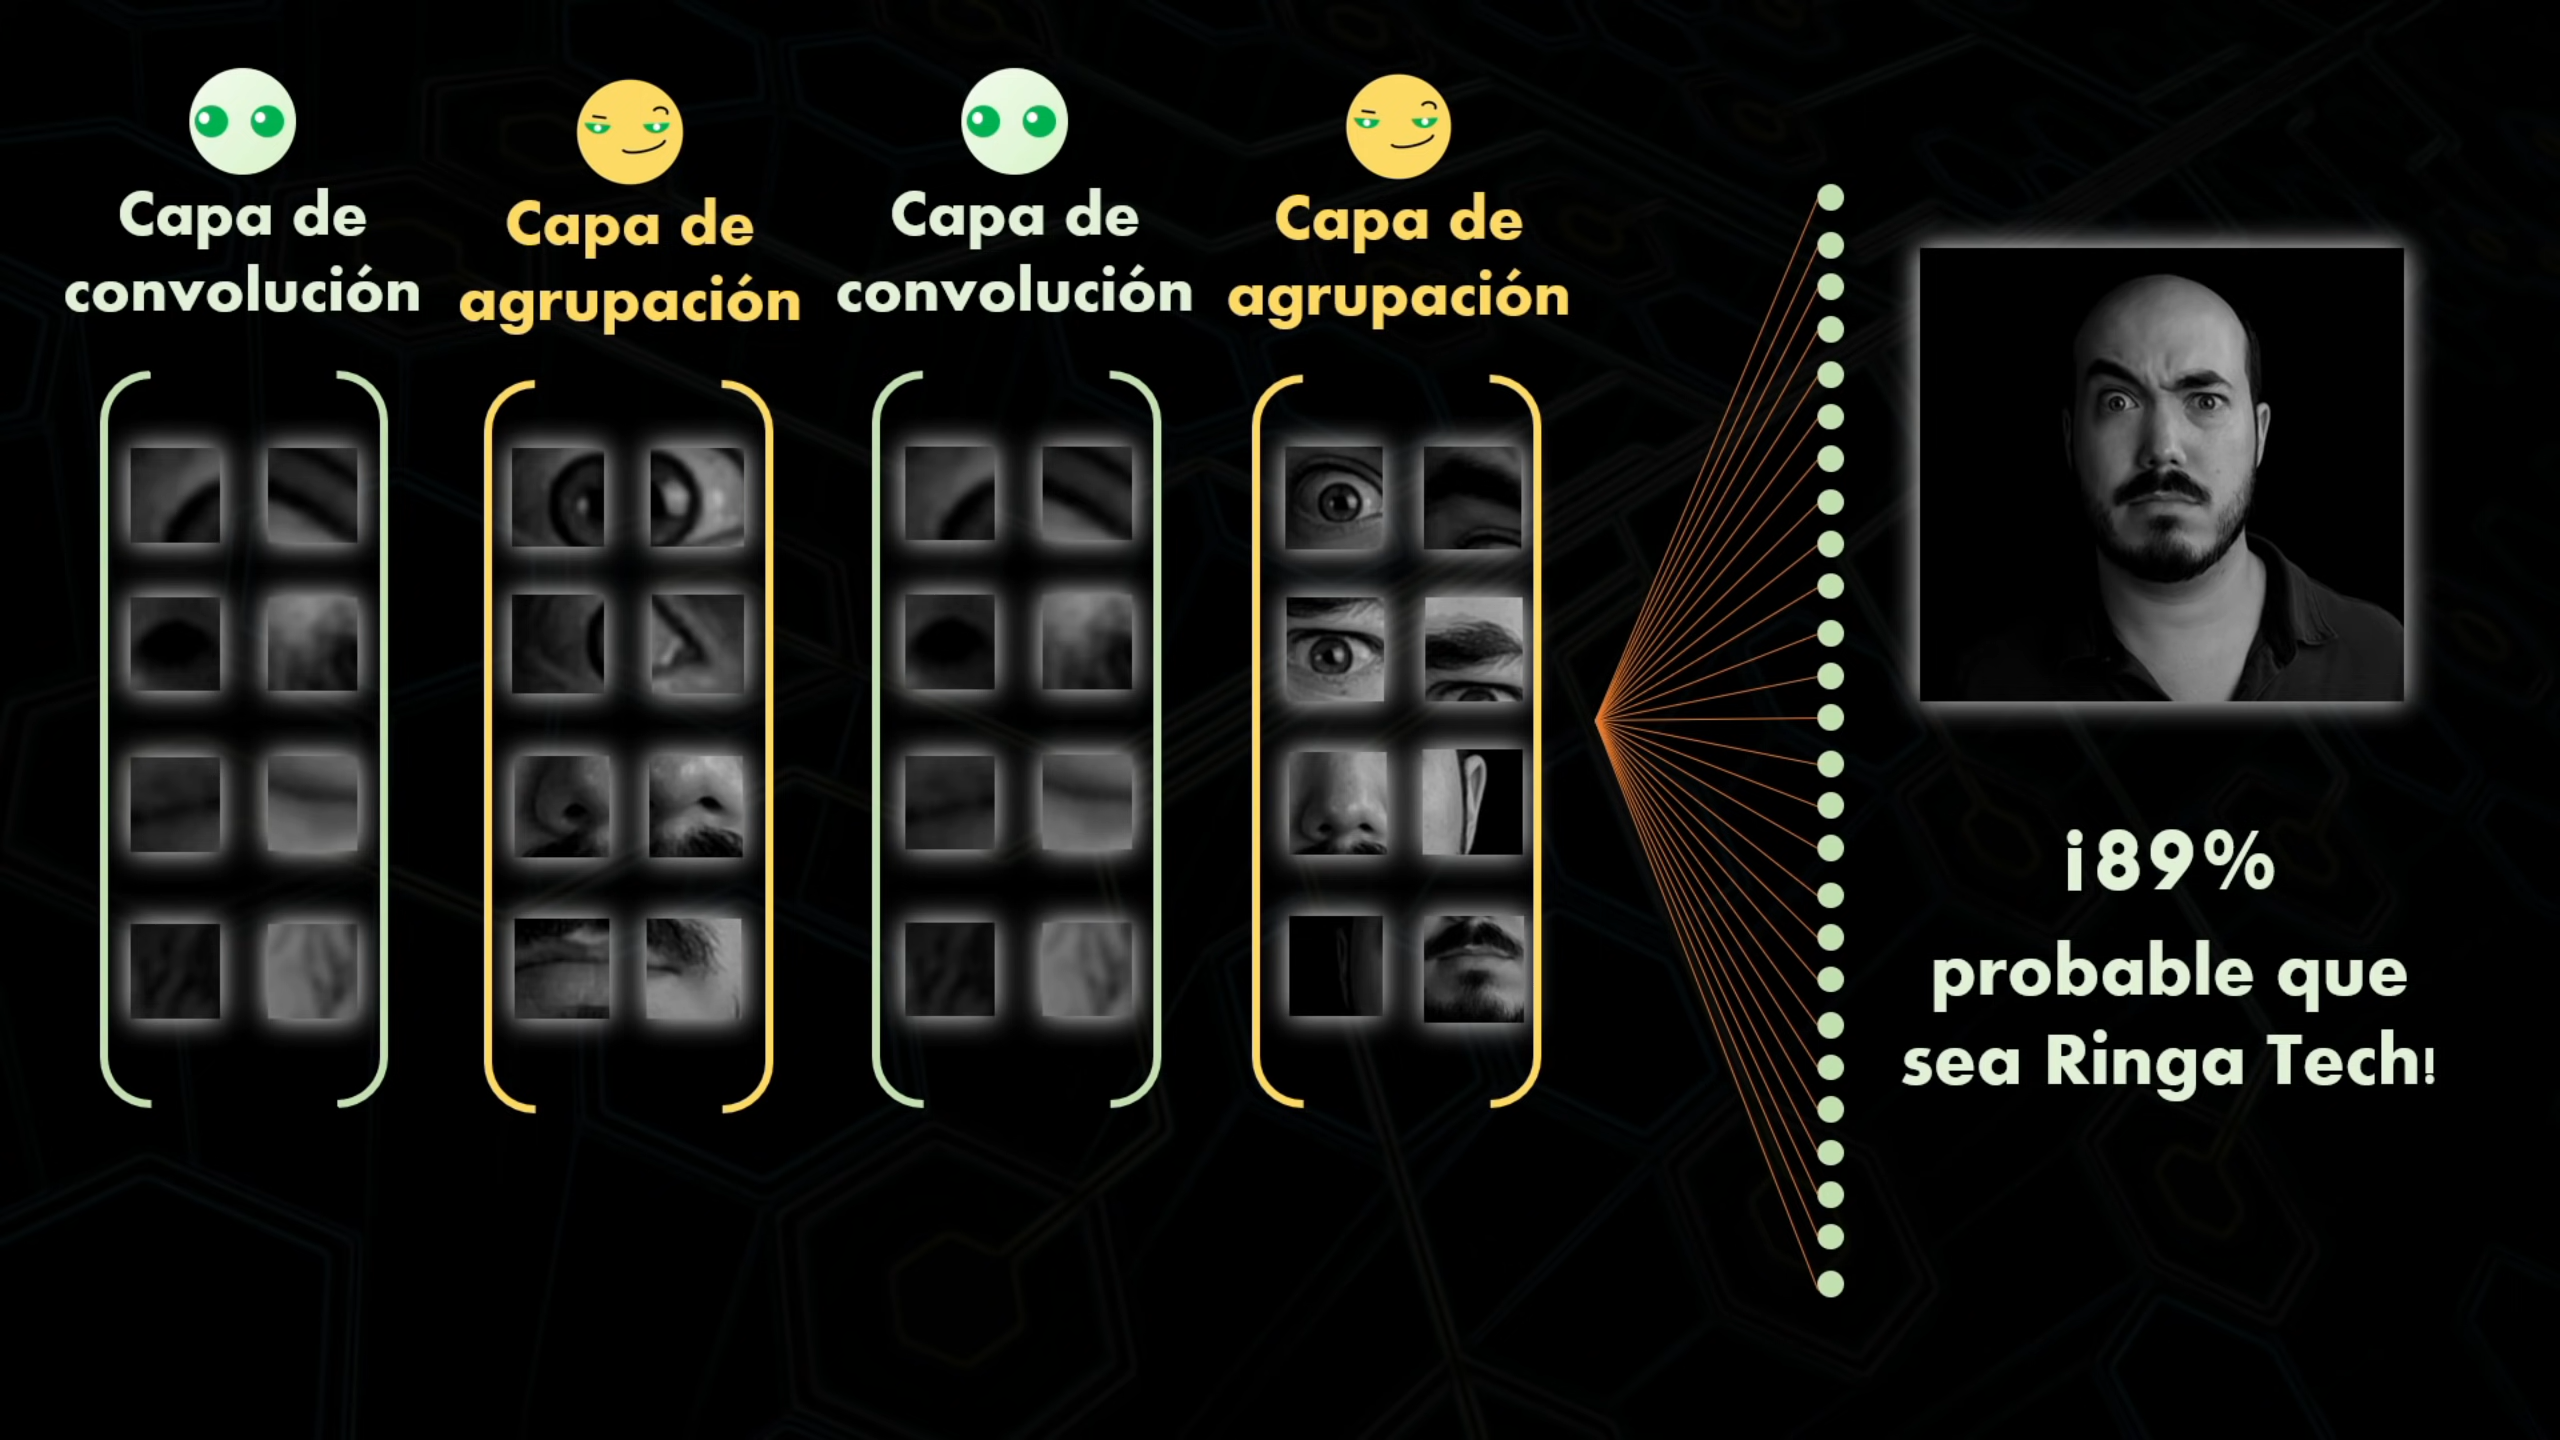 Capa de
convolución
Capa de
agrupación
Capa de
convolución
Capa de
agrupación
¡89%
probable que
sea Ringa Tech!